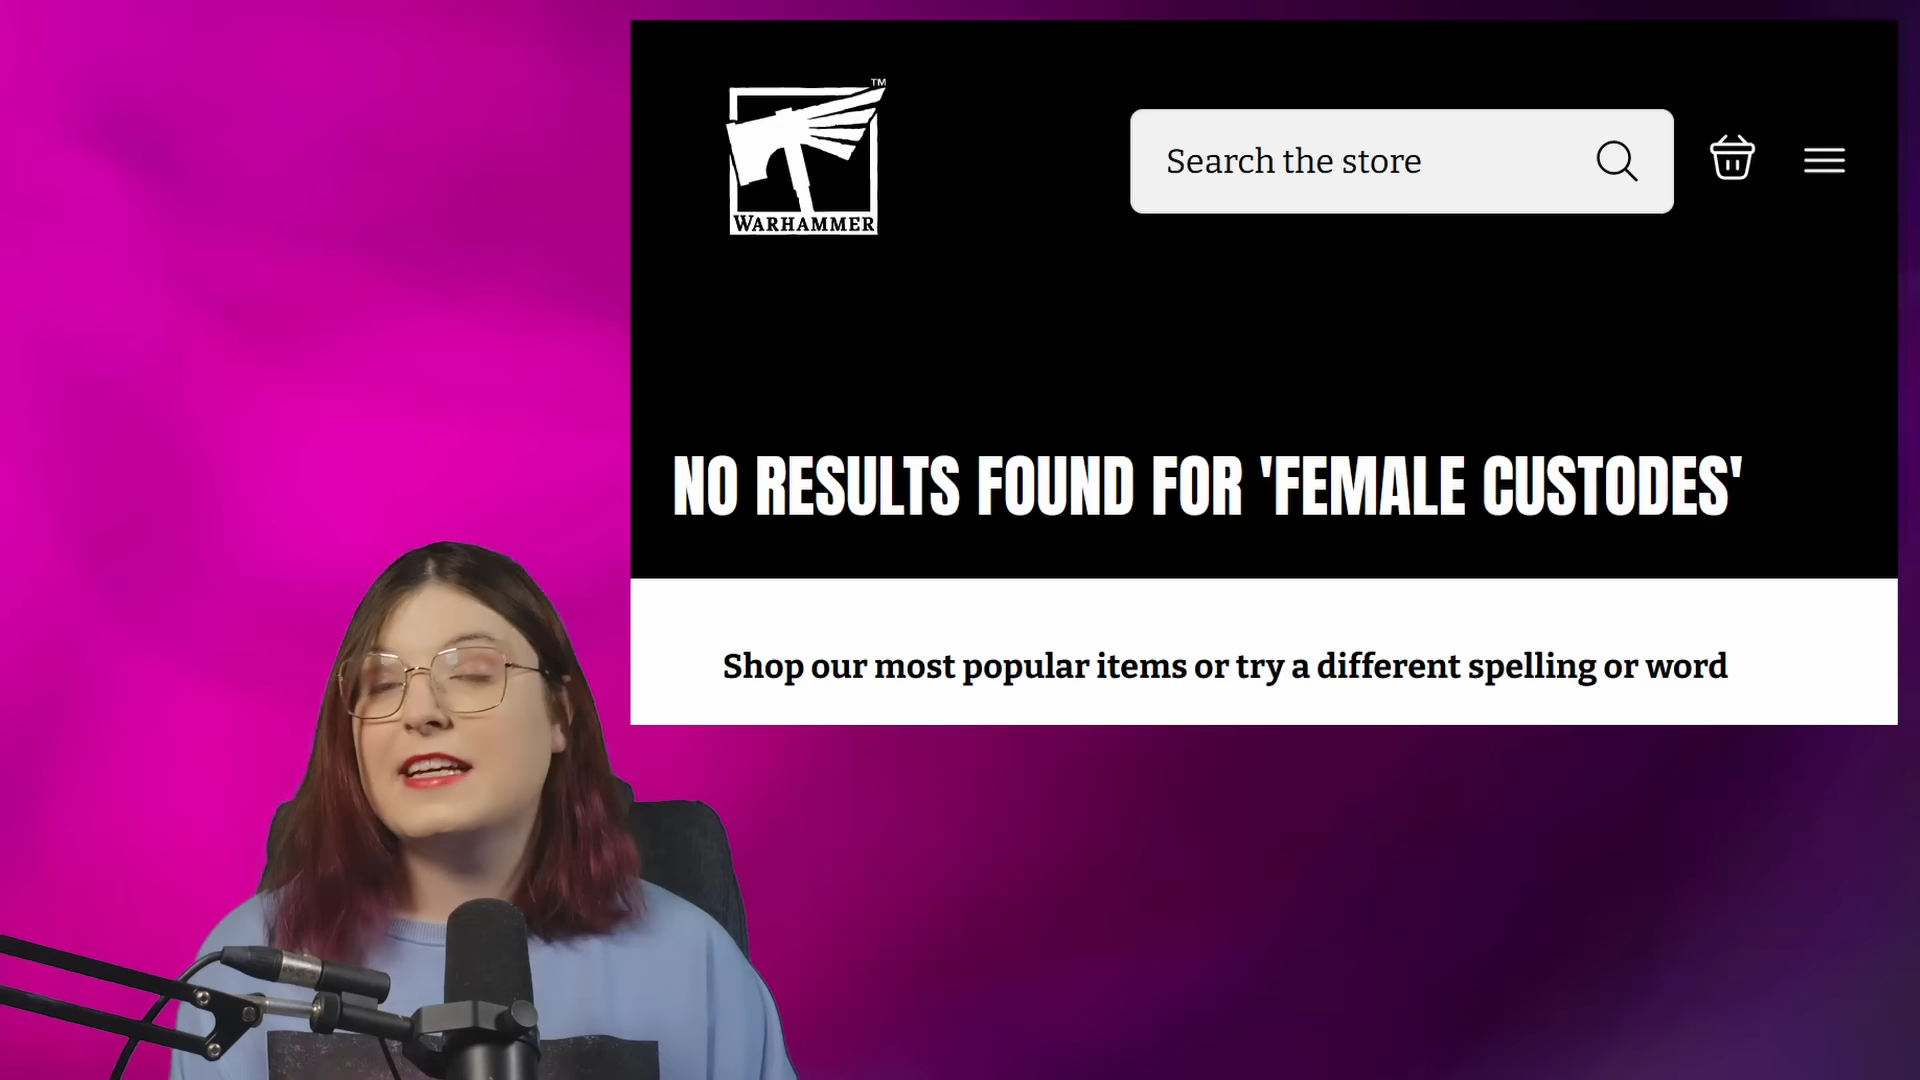 TM
WARHAMMER
Search the store
NO RESULTS FOUND FOR 'FEMALE CUSTODES'
Shop our most popular items or try a different spelling or word